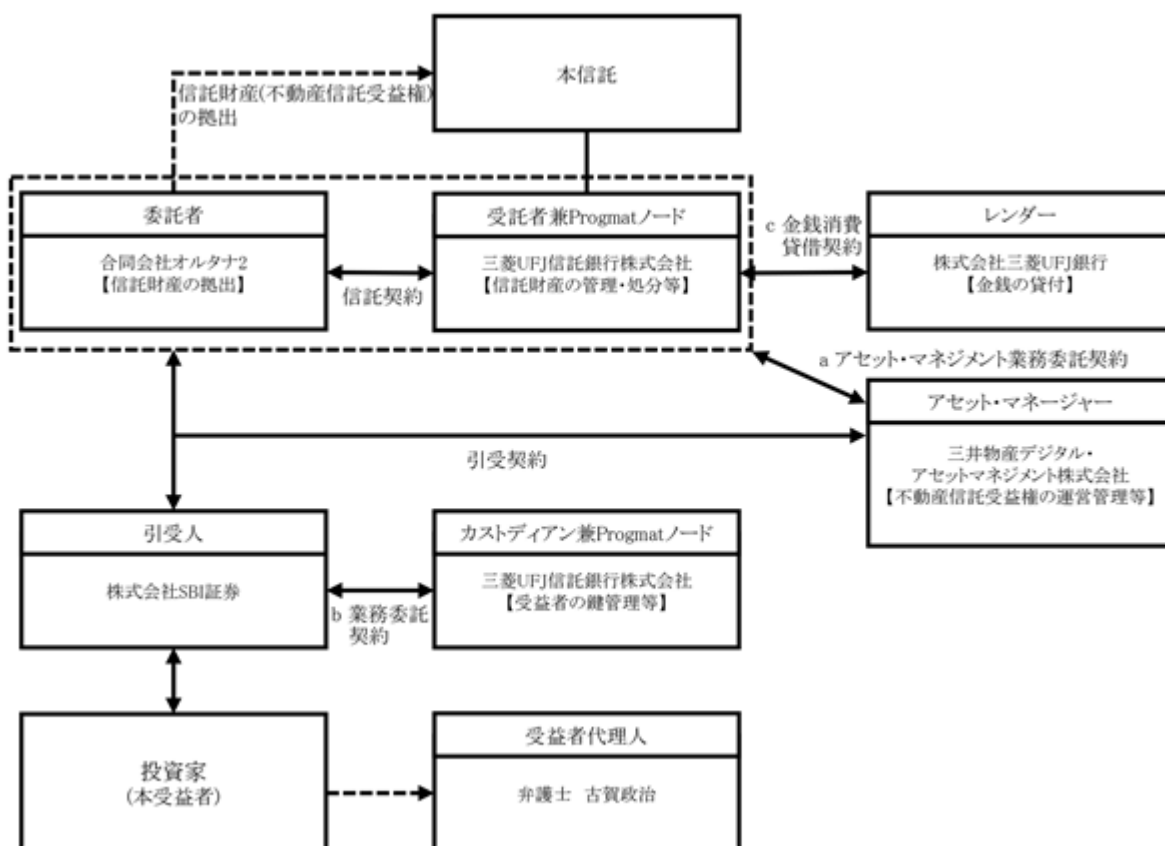 本信託
信託財産(不動産信託受益権)
の拠出
委託者
合同会社オルタナ2
【信託財産の拠出】
信託契約
受託者兼Progmatノード
三菱UFJ信託銀行株式会社
【信託財産の管理・処分等】
c 金銭消費
貸借契約
レンダー
株式会社三菱UFJ銀行
【金銭の貸付】
a アセット・マネジメント業務委託契約
アセット・マネージャー
三井物産デジタル・
アセットマネジメント株式会社
【不動産信託受益権の運営管理等】
引受契約
引受人
株式会社SBI証券
b 業務委託
契約
カストディアン兼Progmatノード
三菱UFJ信託銀行株式会社
【受益者の鍵管理等】
投資家
(本受益者)
受益者代理人
弁護士 古賀政治